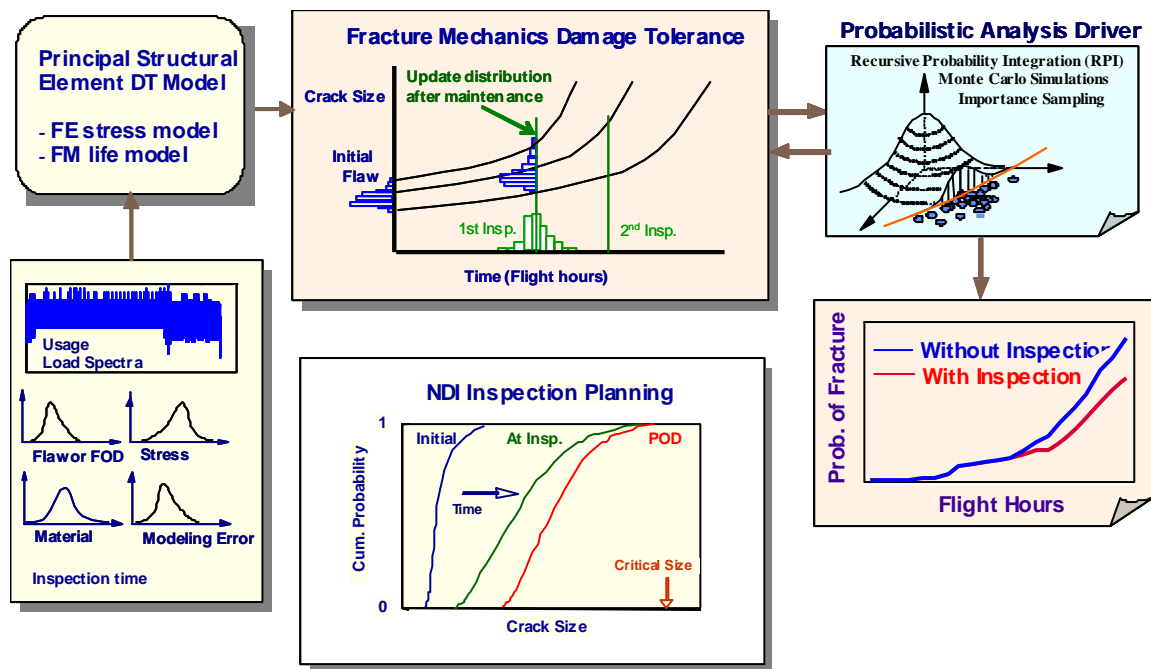 Principal Structural
Element DT Model
- FE stress model
- FM life model
Fracture Mechanics Damage Tolerance
Update distribution
after maintenance
Crack Size
Initial
Flaw
1st Insp.
2nd Insp.
Time (Flight hours)
Probabilistic Analysis Driver
Recursive Probability Integration (RPI)
Monte Carlo Simulations
Importance Sampling
Usage
Load Spectra
Flaw or FOD
Stress
Material
Modeling Error
Inspection time
NDI Inspection Planning
1
Initial
At Insp.
POD
Time
Cum. Probability
Critical Size
0
Crack Size
Prob. of Fracture
Without Inspection
With Inspection
Flight Hours